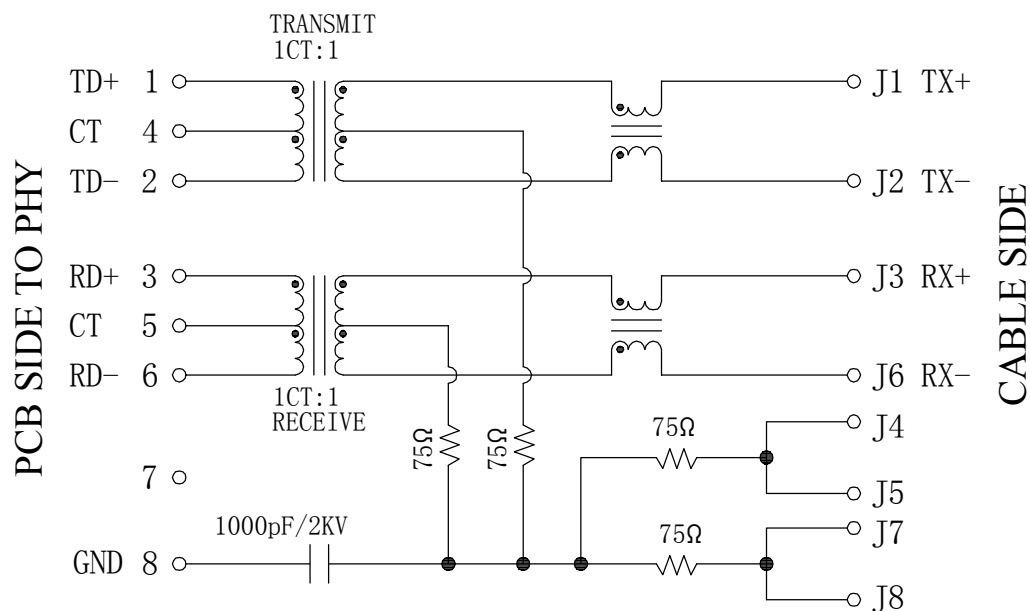 TRANSMIT
1CT:1
TD+ 1
CT 4
TD- 2
J1 TX+
J2 TX-
RD+ 3
CT 5
RD- 6
J3 RX+
J6 RX-
1CT:1
RECEIVE
PCB SIDE TO PHY
CABLE SIDE
75Ω
75Ω
75Ω
J4
J5
7
1000pF/2KV
GND 8
75Ω
J7
J8